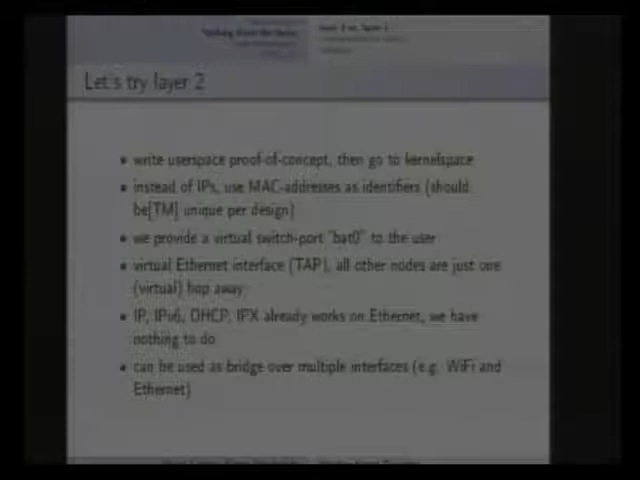 Let's try layer 2
• write userspace proof-of-concept, then go to kernelspace
• instead of IPs, use MAC-addresses as identifiers (should
be[TM] unique per design)
• we provide a virtual switch-port "bat0" to the user
• virtual Ethernet interface (TAP), all other nodes are just one
(virtual) hop away
• IP, IPv6, DHCP, IPX already works on Ethernet, we have
nothing to do
• can be used as bridge over multiple interfaces (e.g. WiFi and
Ethernet)